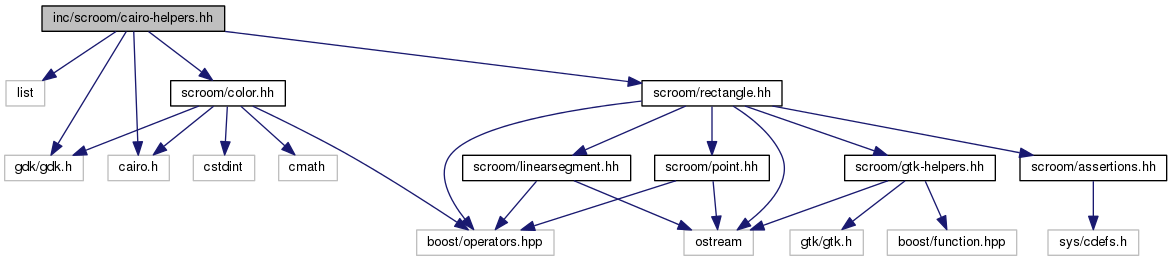 inc/scroom/cairo-helpers.hh
list
scroom/color.hh
scroom/rectangle.hh
gdk/gdk.h
cairo.h
cstdint
cmath
scroom/linearsegment.hh
scroom/point.hh
scroom/gtk-helpers.hh
scroom/assertions.hh
boost/operators.hpp
ostream
gtk/gtk.h
boost/function.hpp
sys/cdefs.h